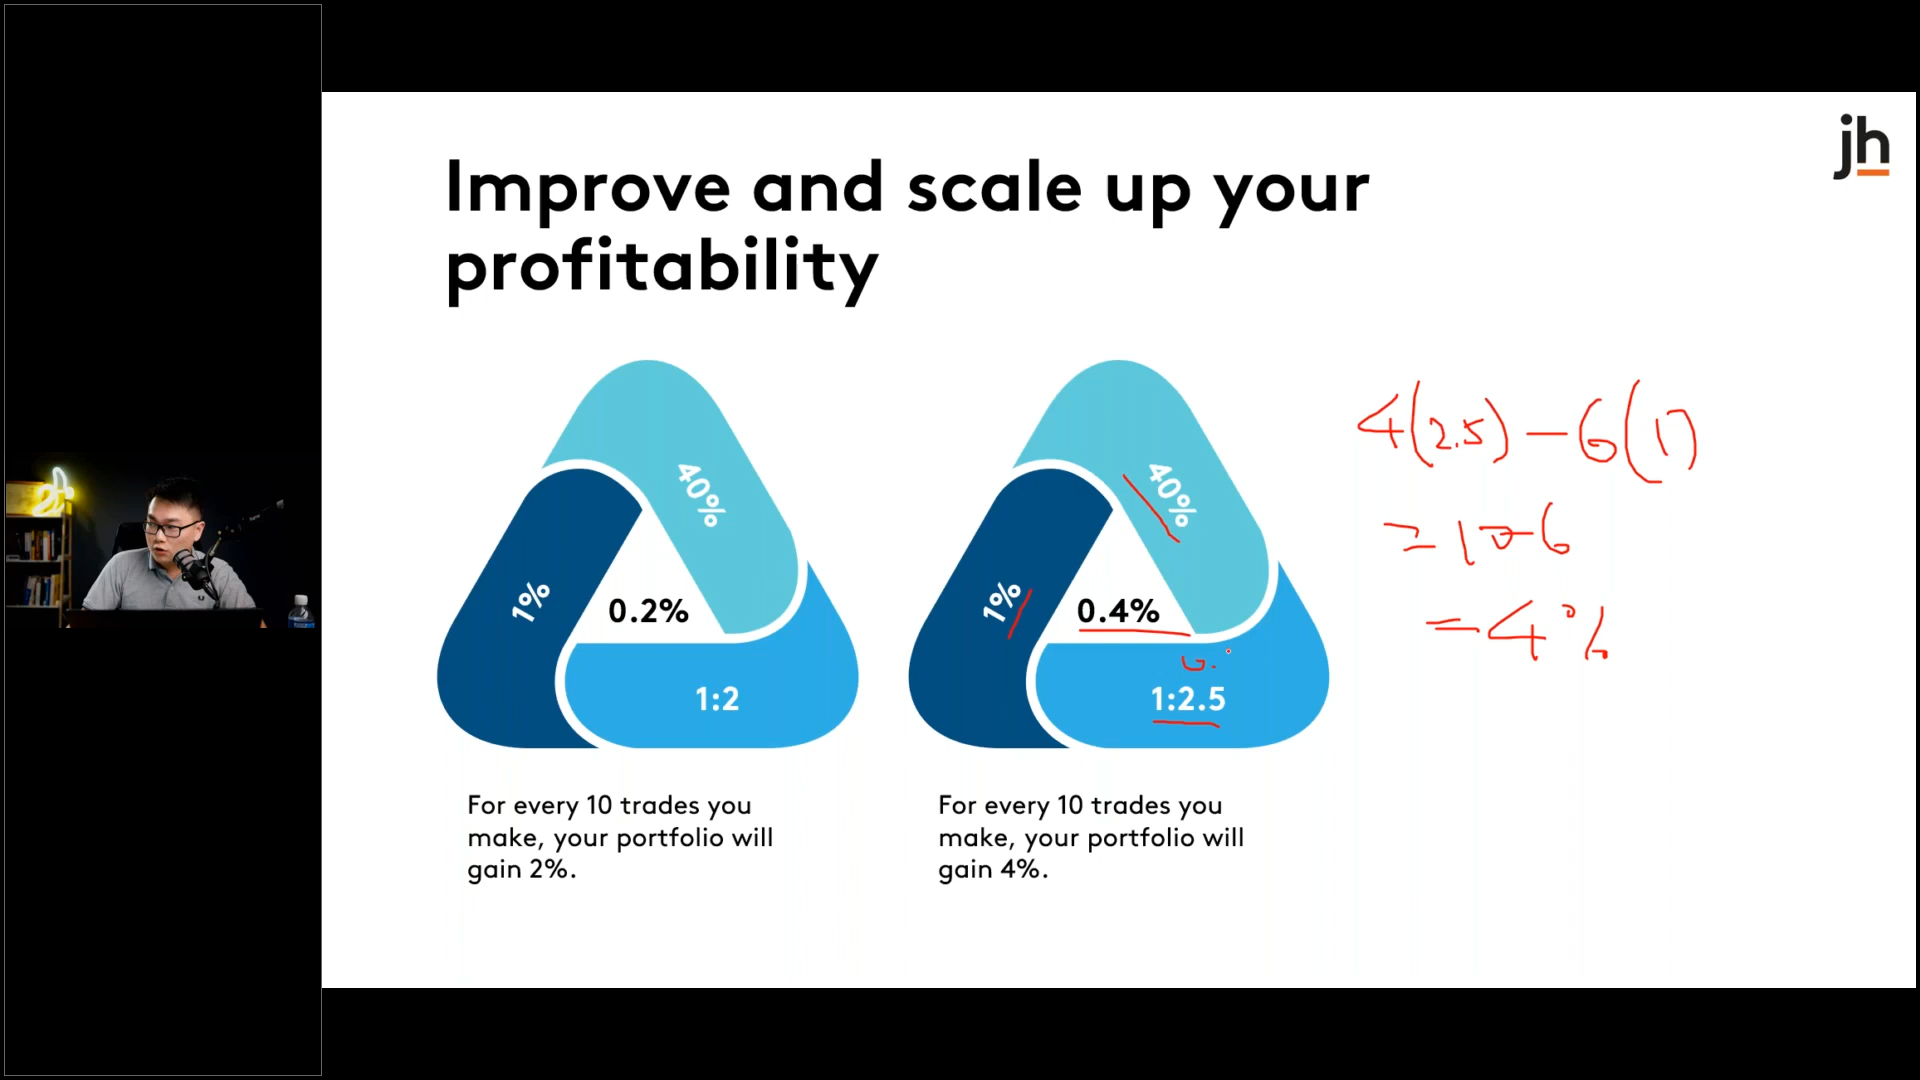 jh
Improve and scale up your
profitability
40%
1%
0.2%
1:2
For every 10 trades you
make, your portfolio will
gain 2%.
40%
1%
0.4%
1:2.5
For every 10 trades you
make, your portfolio will
gain 4%.
4(2.5) - 6(1)
= 10-6
= 4%